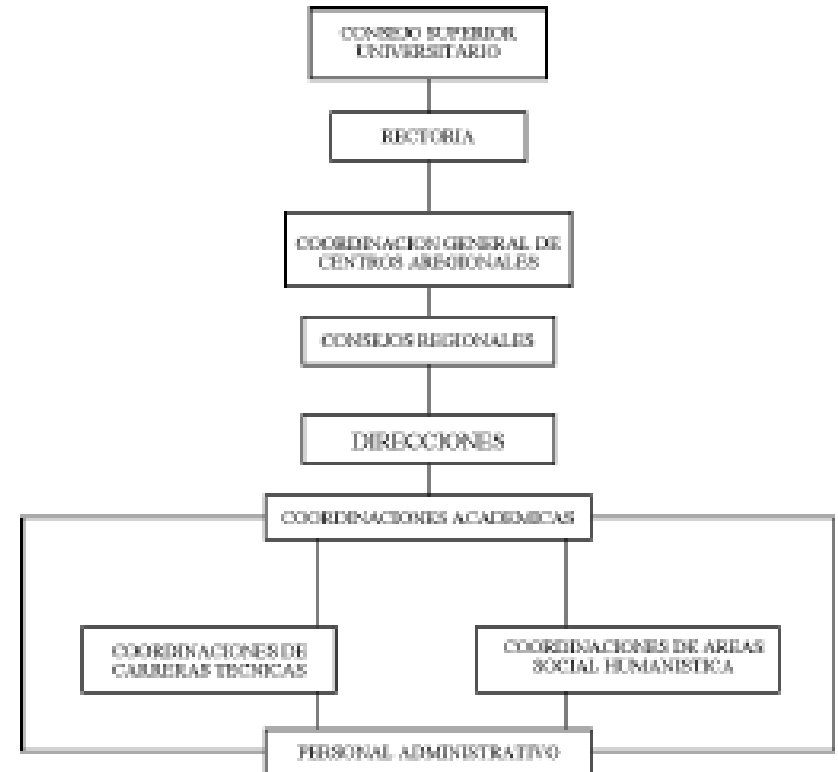 CONSEJO SUPERIOR
UNIVERSITARIO
RECTORIA
COORDINACION GENERAL DE
CENTROS AREGIONALES
CONSEJOS REGIONALES
DIRECCIONES
COORDINACIONES ACADEMICAS
COORDINACIONES DE
CARRERAS TECNICAS
COORDINACIONES DE AREAS
SOCIAL HUMANISTICA
PERSONAL ADMINISTRATIVO